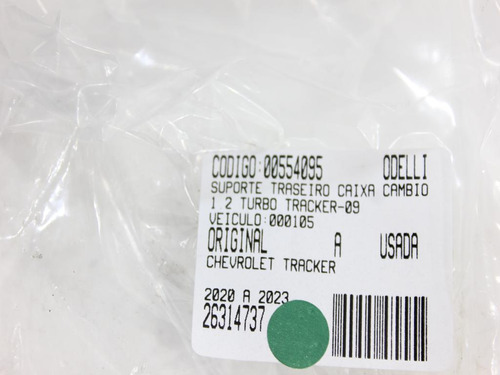 CODIGO:00554095 ODELLI
SUPORTE TRASEIRO CAIXA CAMBIO
1.2 TURBO TRACKER-09
VEICULO:000105
ORIGINAL A USADA
CHEVROLET TRACKER
2020 A 2023
26314737